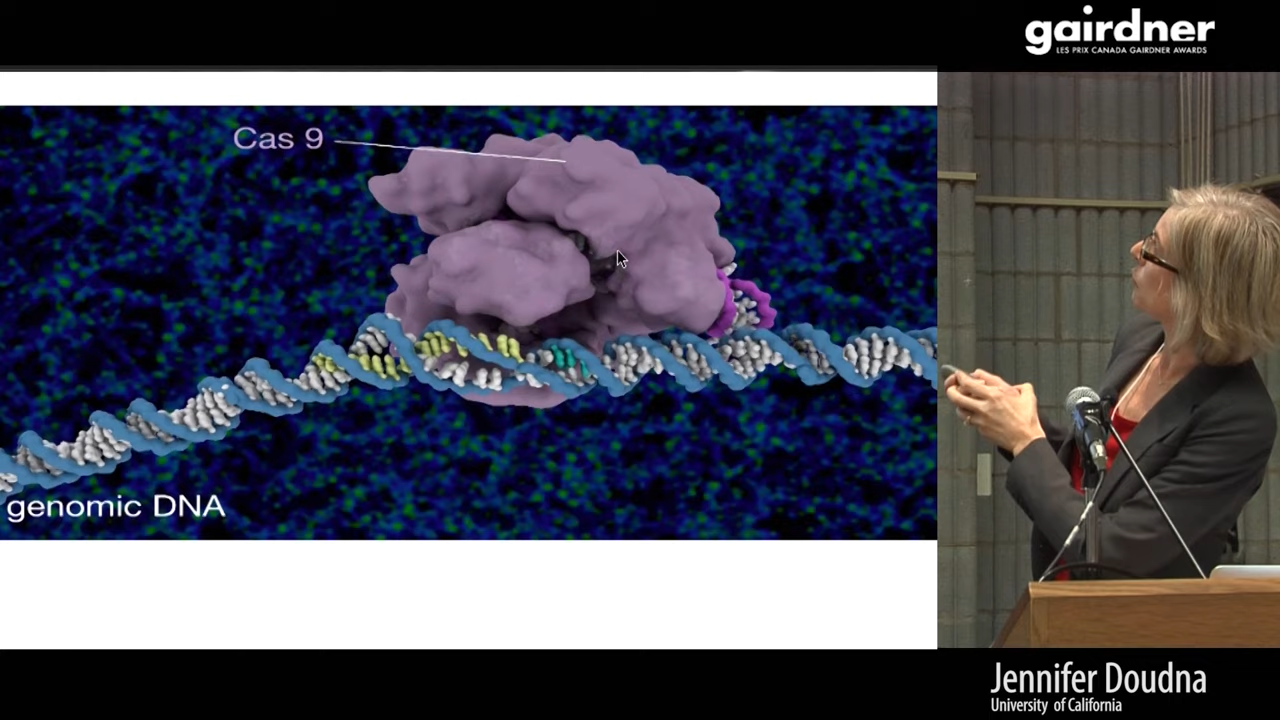 gairdner
LES PRIX CANADA GAIRDNER AWARDS
Cas 9
genomic DNA
Jennifer Doudna
University of California